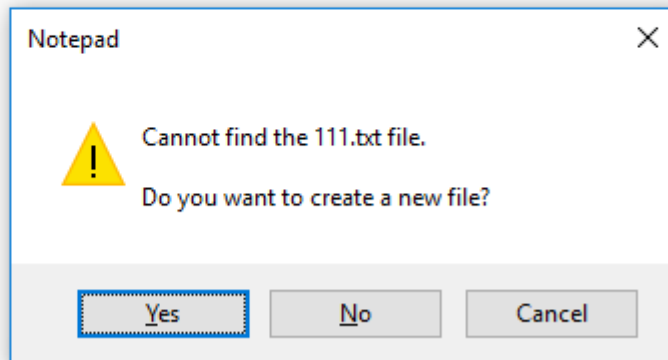 Notepad
Cannot find the 111.txt file.
Do you want to create a new file?
Yes No Cancel